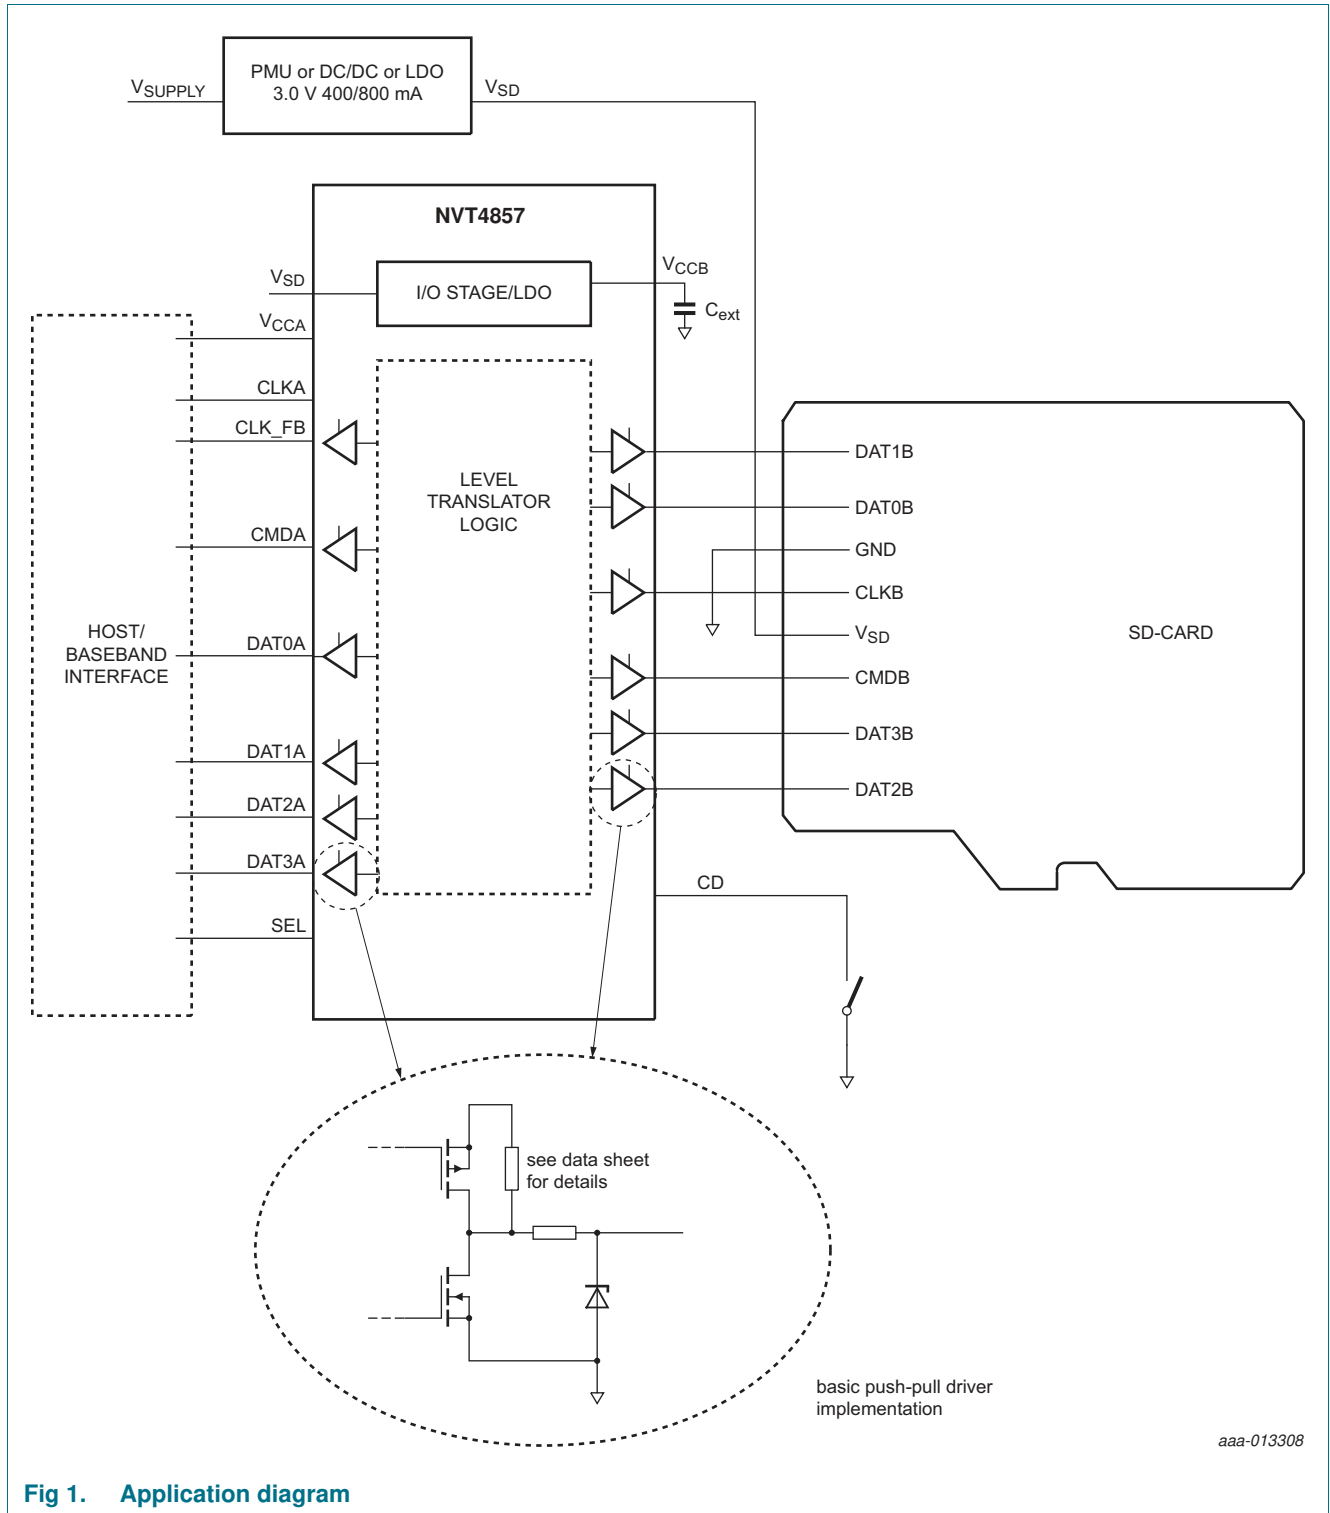 PMU or DC/DC or LDO
3.0 V 400/800 mA
VSUPPLY
VSD
NVT4857
VSD
I/O STAGE/LDO
VCCB
Cext
VCCA
CLKA
CLK_FB
CMDA
DAT0A
DAT1A
DAT2A
DAT3A
SEL
HOST/
BASEBAND
INTERFACE
LEVEL
TRANSLATOR
LOGIC
DAT1B
DAT0B
GND
CLKB
VSD
CMDB
DAT3B
DAT2B
SD-CARD
CD
see data sheet
for details
basic push-pull driver
implementation
aaa-013308
Fig 1. Application diagram